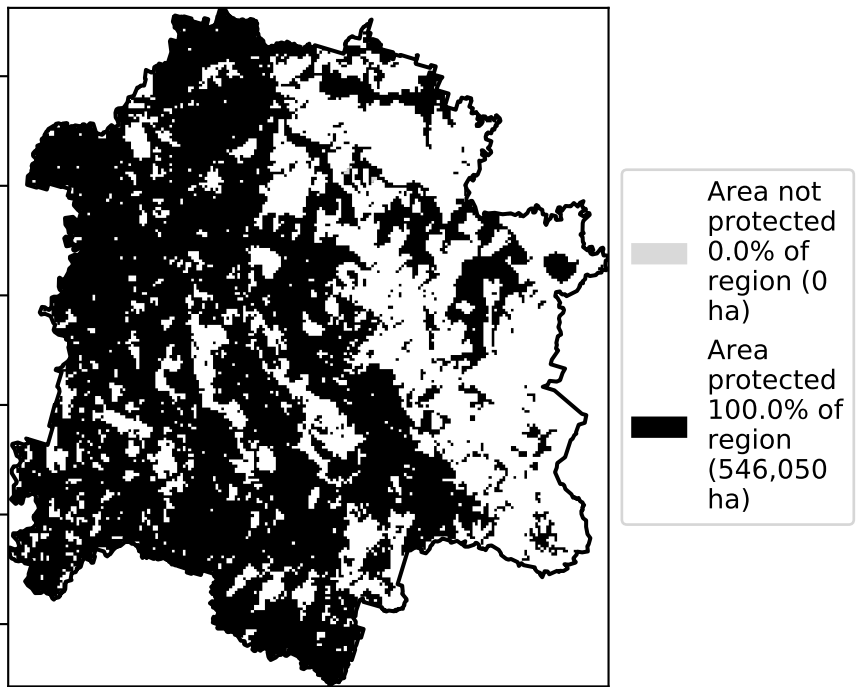 Area not
protected
0.0% of
region (0
ha)
Area
protected
100.0% of
region
(546,050
ha)